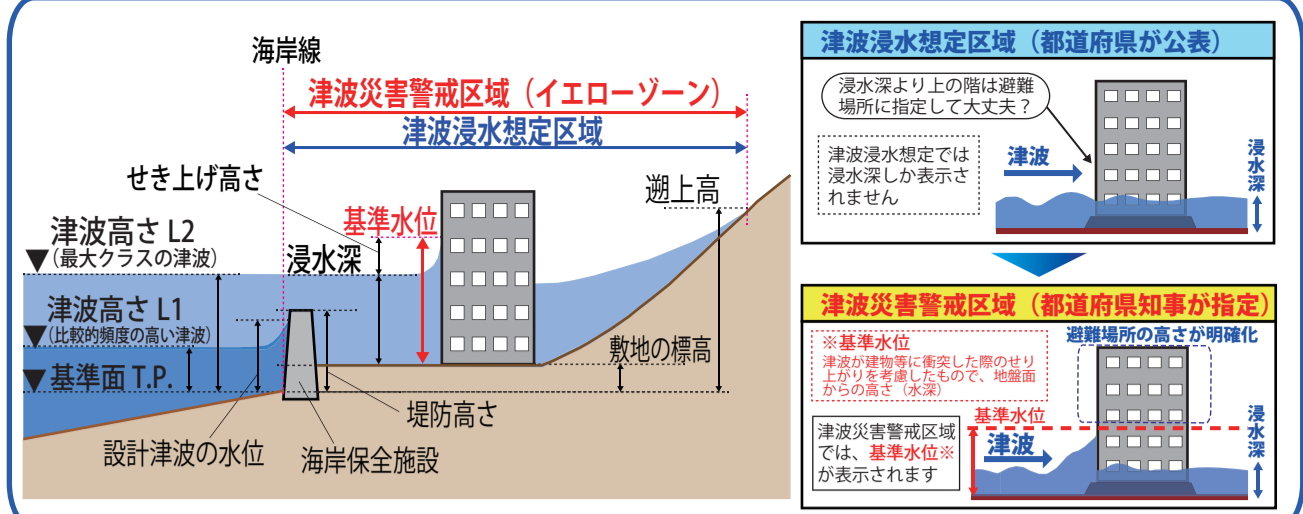 海岸線
津波災害警戒区域（イエローゾーン）
津波浸水想定区域
せき上げ高さ
基準水位
遡上高
津波高さ L2
▼(最大クラスの津波)
浸水深
津波高さ L1
▼(比較的頻度の高い津波)
▼基準面 T.P.
敷地の標高
堤防高さ
設計津波の水位
海岸保全施設
津波浸水想定区域（都道府県が公表）
浸水深より上の階は避難
場所に指定して大丈夫？
津波浸水想定では
浸水深しか表示さ
れません
津波
浸水深
津波災害警戒区域（都道府県知事が指定）
※基準水位
津波が建物等に衝突した際のせり
上がりを考慮したもので、地盤面
からの高さ（水深）
避難場所の高さが明確化
基準水位
津波災害警戒区域
では、基準水位※
が表示されます
津波
浸水深